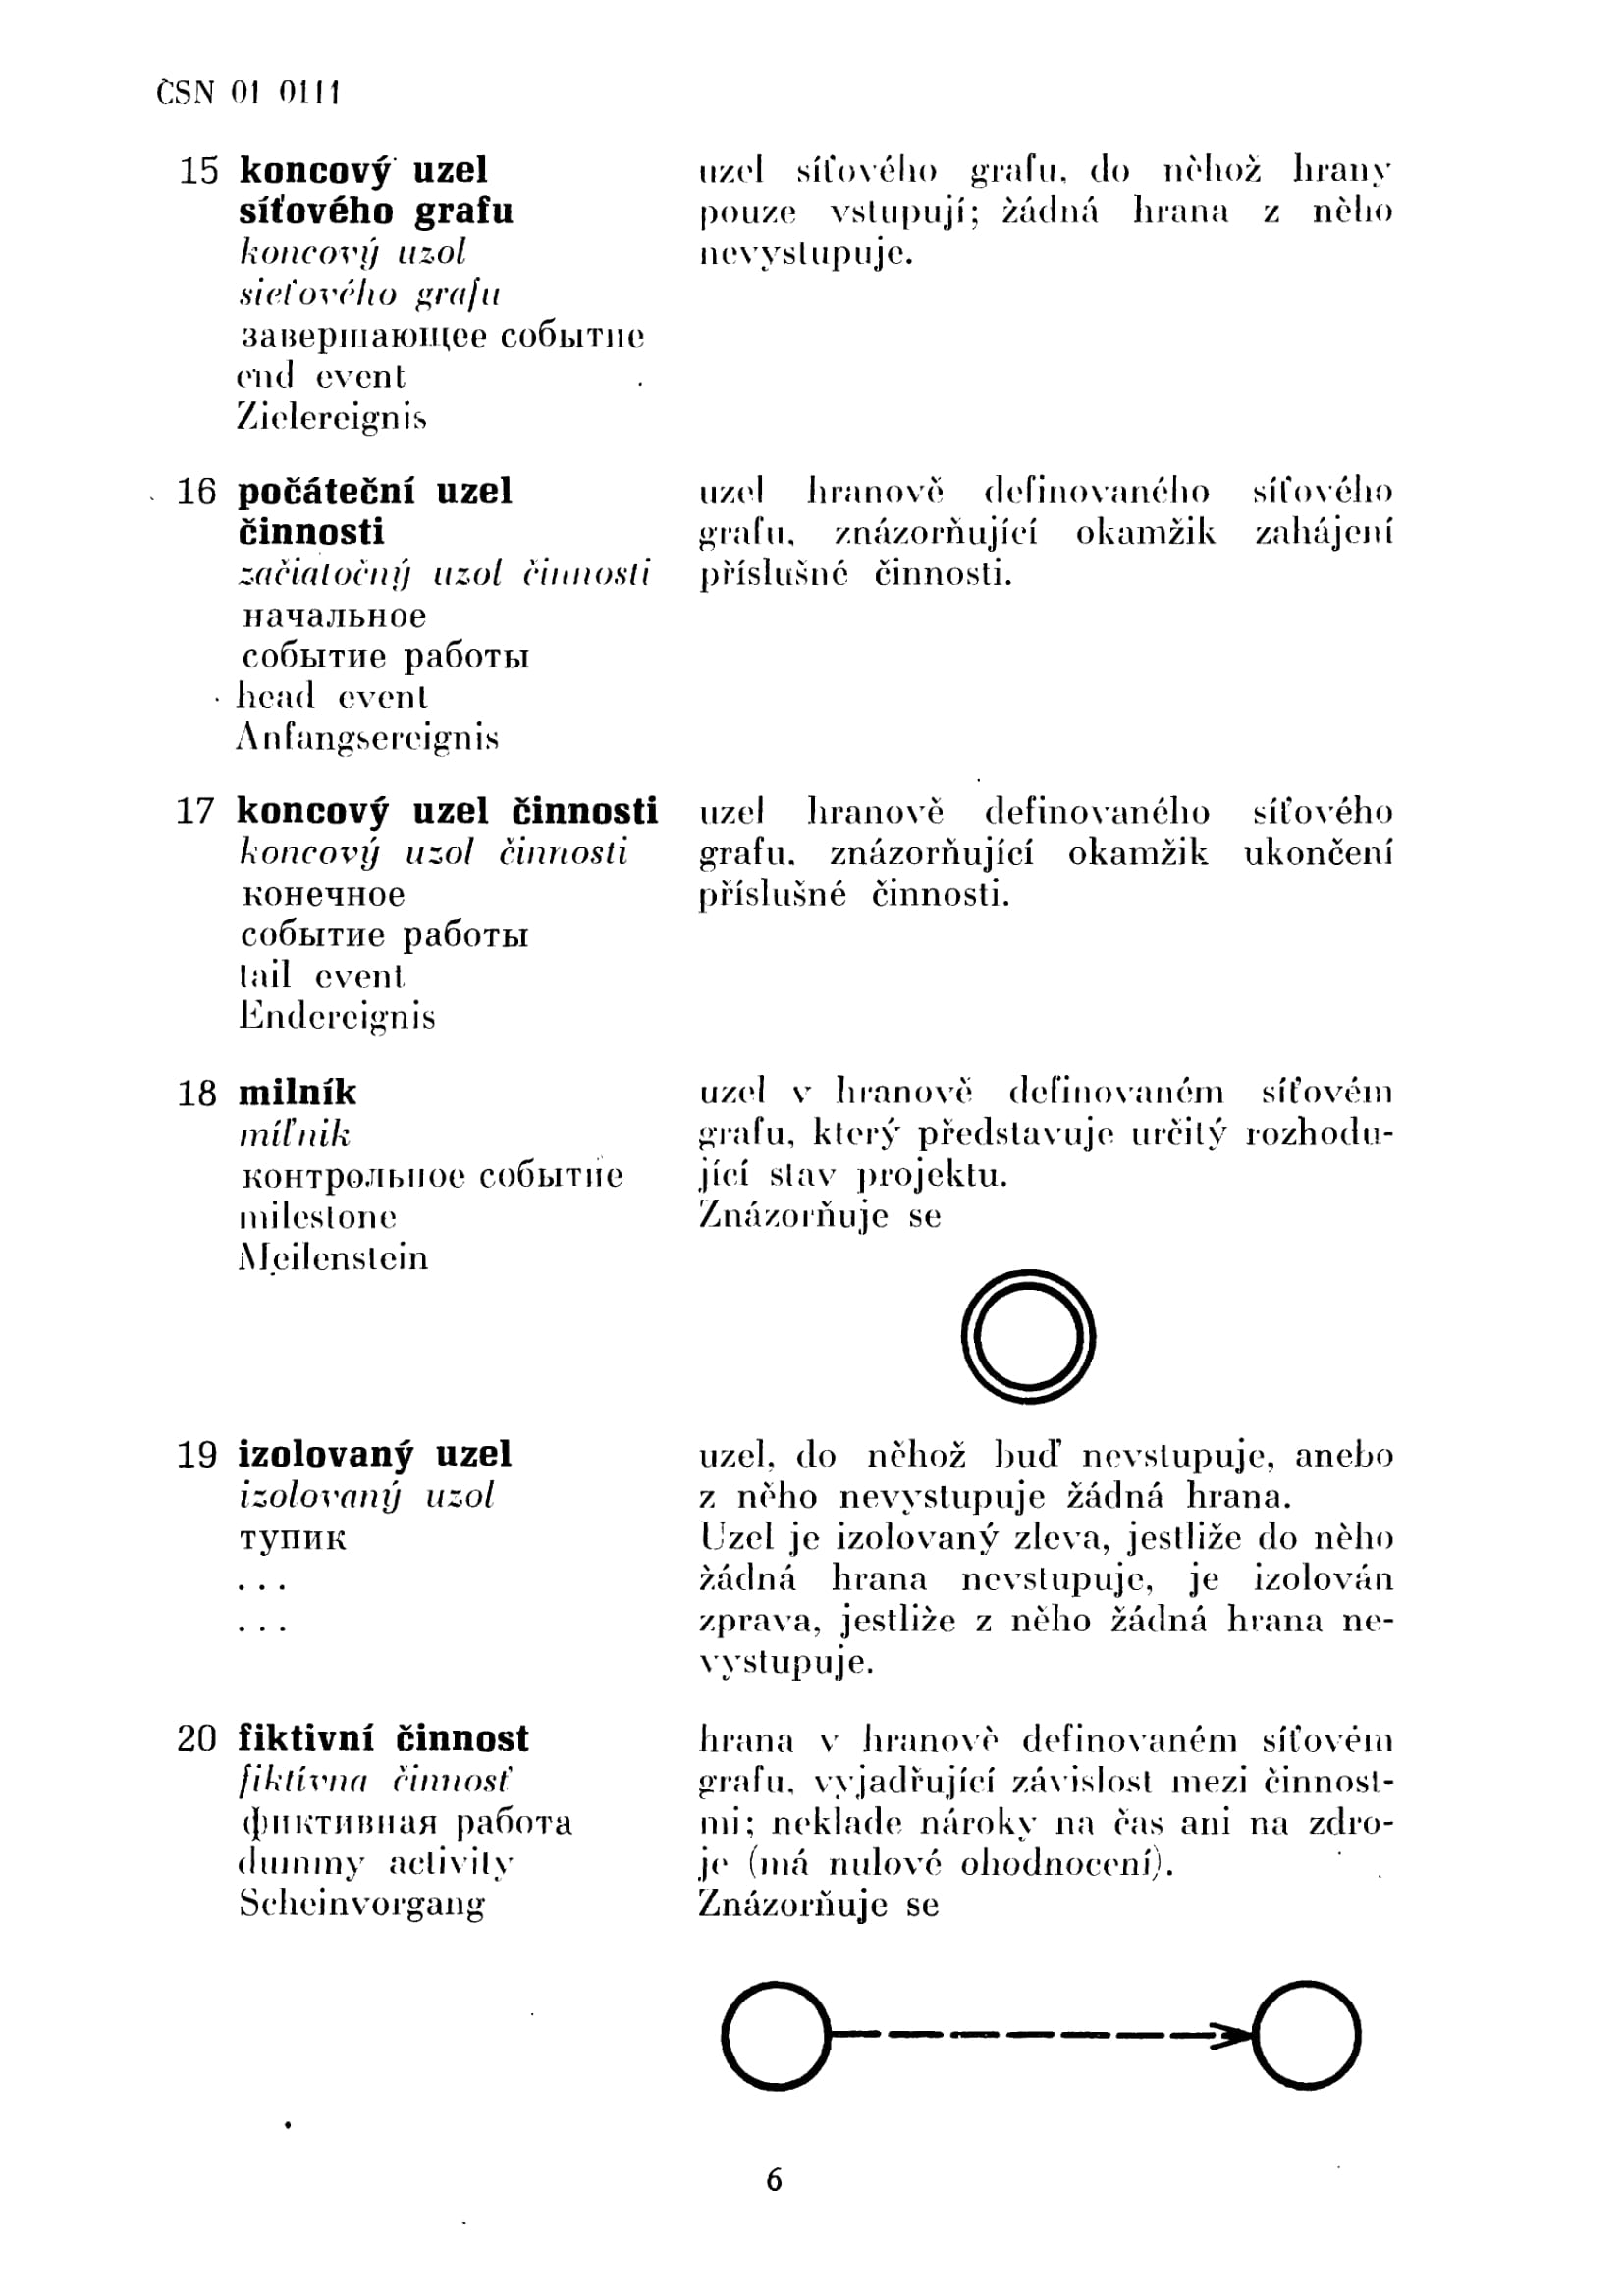 ČSN 01 0111
15 koncový uzel
síťového grafu
koncový uzol
sieťového grafu
завершающее событие
end event
Zielereignis
uzel síťového grafu, do něhož hrany
pouze vstupují; žádná hrana z něho
nevystupuje.
16 počáteční uzel
činnosti
začiatočný uzol činnosti
начальное
событие работы
head event
Anfangsereignis
uzel hranově definovaného síťového
grafu, znázorňující okamžik zahájení
příslušné činnosti.
17 koncový uzel činnosti
koncový uzol činnosti
конечное
событие работы
tail event
Endereignis
uzel hranově definovaného síťového
grafu, znázorňující okamžik ukončení
příslušné činnosti.
18 milník
míľnik
контрольное событие
milestone
Meilenstein
uzel v hranově definovaném síťovém
grafu, který představuje určitý rozhodu-
jící stav projektu.
Znázorňuje se
19 izolovaný uzel
izolovaný uzol
тупик
...
...
uzel, do něhož buď nevstupuje, anebo
z něho nevystupuje žádná hrana.
Uzel je izolovaný zleva, jestliže do něho
žádná hrana nevstupuje, je izolován
zprava, jestliže z něho žádná hrana ne-
vystupuje.
20 fiktivní činnost
fiktívna činnosť
фиктивная работа
dummy activity
Scheinvorgang
hrana v hranově definovaném síťovém
grafu, vyjadřující závislost mezi činnost-
mi; neklade nároky na čas ani na zdro-
je (má nulové ohodnocení).
Znázorňuje se
6